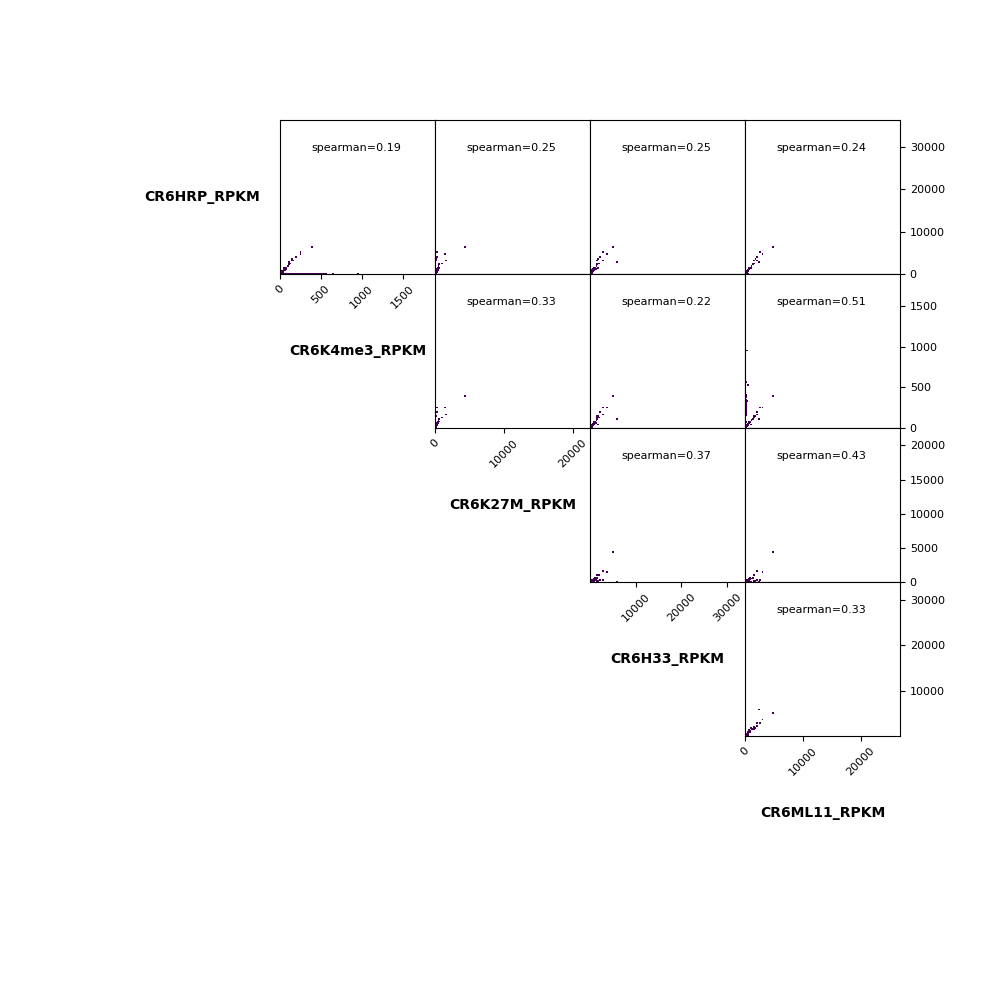 spearman=0.19 spearman=0.25 spearman=0.25 spearman=0.24
30000
CR6HRP_RPKM
20000
10000
0
0 500 1000 1500
spearman=0.33 spearman=0.22 spearman=0.51
1500
CR6K4me3_RPKM
1000
500
0
0 10000 20000
20000
spearman=0.37 spearman=0.43
15000
CR6K27M_RPKM
10000
5000
0
10000 20000 30000
30000
spearman=0.33
20000
CR6H33_RPKM
10000
0 10000 20000
CR6ML11_RPKM